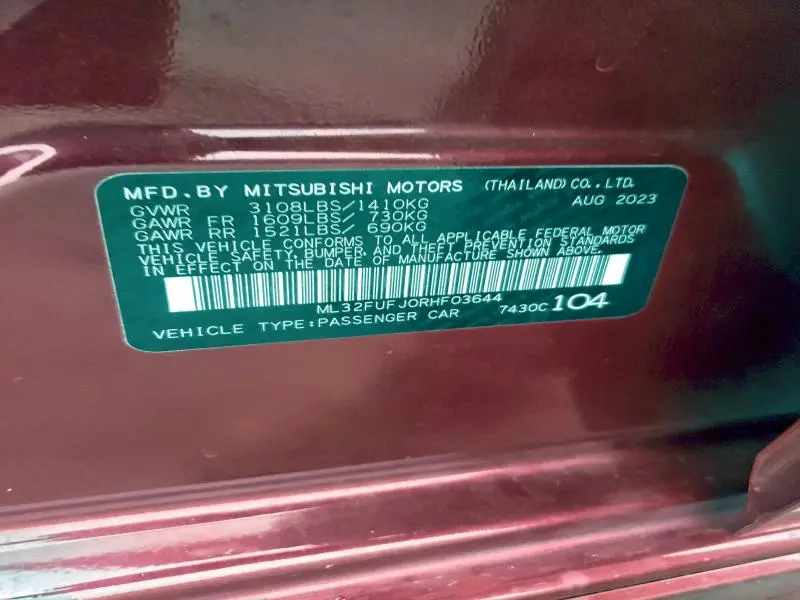 MFD. BY MITSUBISHI MOTORS (THAILAND) CO., LTD.
GVWR 3108LBS/1410KG AUG 2023
GAWR FR 1609LBS/ 730KG
GAWR RR 1521LBS/ 690KG
THIS VEHICLE CONFORMS TO ALL APPLICABLE FEDERAL MOTOR
VEHICLE SAFETY, BUMPER, AND THEFT PREVENTION STANDARDS
IN EFFECT ON THE DATE OF MANUFACTURE SHOWN ABOVE.
ML32FUFJ0RHF03644
VEHICLE TYPE:PASSENGER CAR 7430C 104